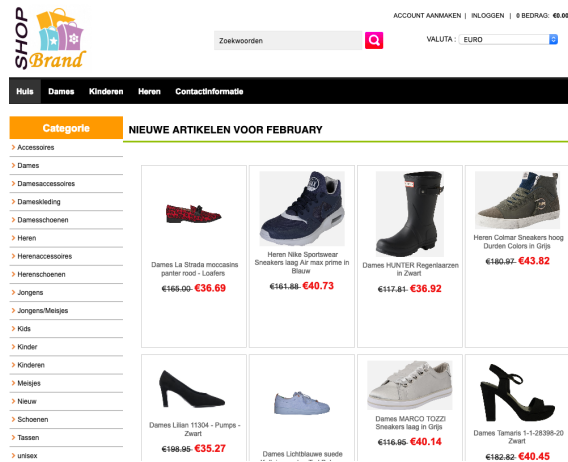 SHOP
Brand
ACCOUNT AANMAKEN | INLOGGEN | 0 BEDRAG: €0.00
Zoekwoorden
VALUTA : EURO
Huis Dames Kinderen Heren Contactinformatie
Categorie
Accessoires
Dames
Damesaccessoires
Dameskleding
Damesschoenen
Heren
Herenaccessoires
Herenschoenen
Jongens
Jongens/Meisjes
Kids
Kinder
Kinderen
Meisjes
Nieuw
Schoenen
Tassen
unisex
NIEUWE ARTIKELEN VOOR FEBRUARY
Dames La Strada moccasins
panter rood - Loafers
€165.00 €36.69
Heren Nike Sportswear
Sneakers laag Air max prime in
Blauw
€161.88 €40.73
Dames HUNTER Regenlaarzen
in Zwart
€117.81 €36.92
Heren Colmar Sneakers hoog
Durden Colors in Grijs
€180.97 €43.82
Dames Lilian 11304 - Pumps -
Zwart
€198.95 €35.27
Dames Lichtblauwe suede
Dames MARCO TOZZI
Sneakers laag in Grijs
€116.95 €40.14
Dames Tamaris 1-1-28398-20
Zwart
€182.82 €40.45